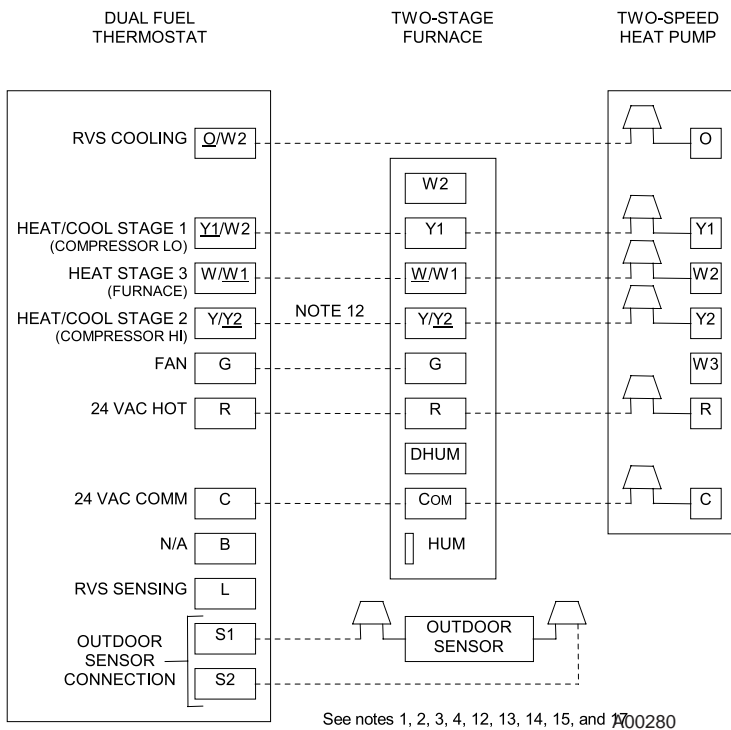 DUAL FUEL
THERMOSTAT
TWO-STAGE
FURNACE
TWO-SPEED
HEAT PUMP
RVS COOLING
O/W2
O
W2
HEAT/COOL STAGE 1
(COMPRESSOR LO)
Y1/W2
Y1
Y1
HEAT STAGE 3
(FURNACE)
W/W1
W/W1
W2
HEAT/COOL STAGE 2
(COMPRESSOR HI)
Y/Y2
NOTE 12
Y/Y2
Y2
FAN
G
G
W3
24 VAC HOT
R
R
R
DHUM
24 VAC COMM
C
COM
C
N/A
B
HUM
RVS SENSING
L
OUTDOOR
SENSOR
CONNECTION
S1
S2
OUTDOOR
SENSOR
See notes 1, 2, 3, 4, 12, 13, 14, 15, and 17
A00280